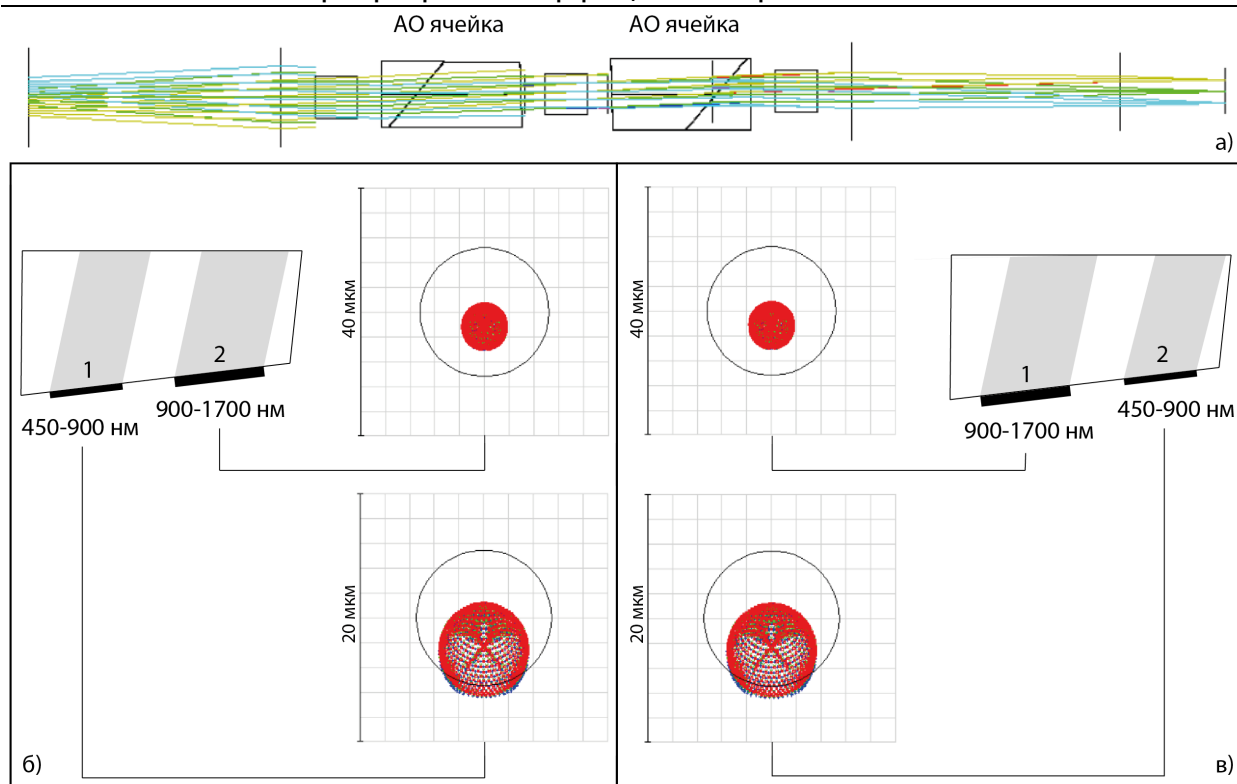 АО ячейка
АО ячейка
а)
40 мкм
1
2
450-900 нм
900-1700 нм
20 мкм
б)
40 мкм
1
2
900-1700 нм
450-900 нм
20 мкм
в)